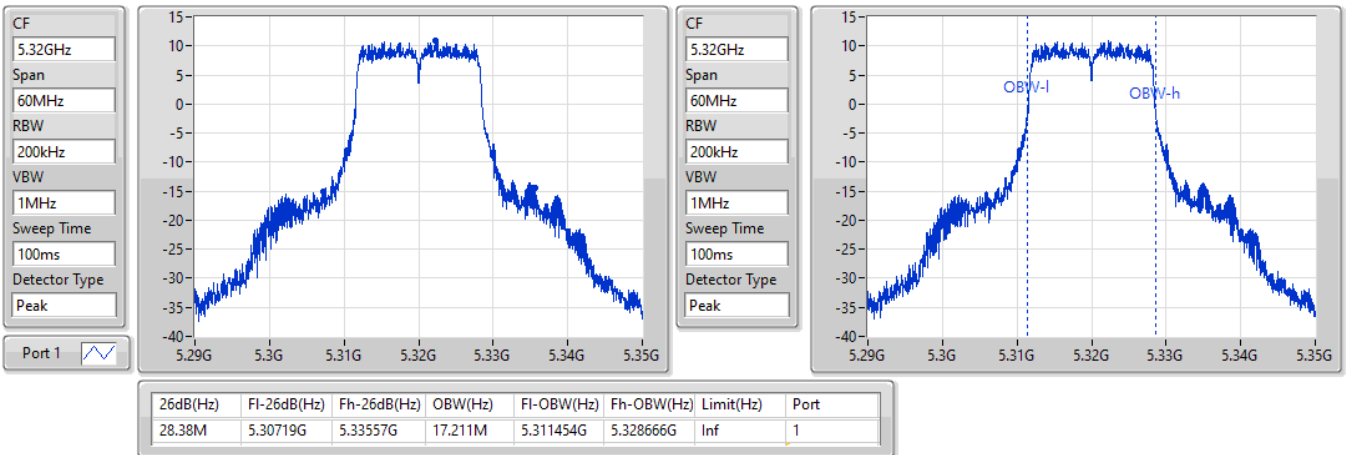 CF
5.32GHz
Span
60MHz
RBW
200kHz
VBW
1MHz
Sweep Time
100ms
Detector Type
Peak
Port 1
15
10
5
0
-5
-10
-15
-20
-25
-30
-35
-40
5.29G 5.3G 5.31G 5.32G 5.33G 5.34G 5.35G
CF
5.32GHz
Span
60MHz
RBW
200kHz
VBW
1MHz
Sweep Time
100ms
Detector Type
Peak
15
10
5
0
-5
-10
-15
-20
-25
-30
-35
-40
OBW-l
OBW-h
5.29G 5.3G 5.31G 5.32G 5.33G 5.34G 5.35G
26dB(Hz) Fl-26dB(Hz) Fh-26dB(Hz) OBW(Hz) Fl-OBW(Hz) Fh-OBW(Hz) Limit(Hz) Port
28.38M 5.30719G 5.33557G 17.211M 5.311454G 5.328666G Inf 1